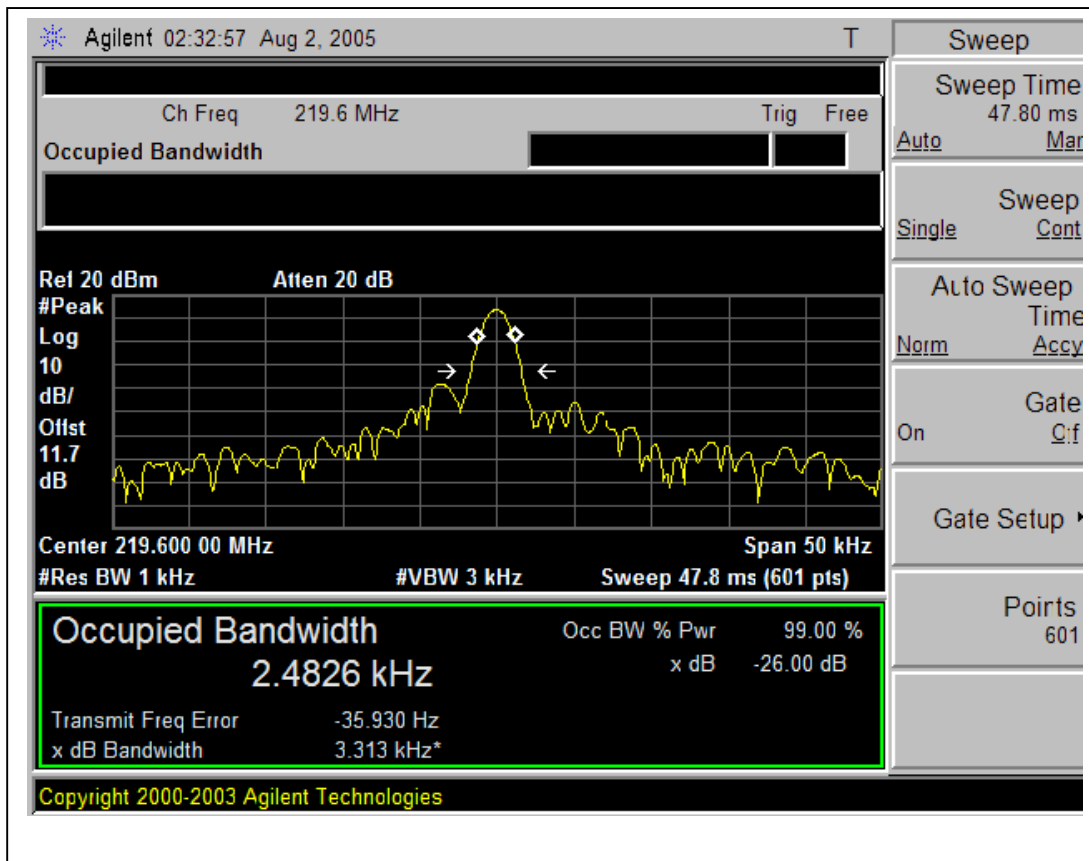 Agilent 02:32:57 Aug 2, 2005 T
Ch Freq 219.6 MHz Trig Free
Occupied Bandwidth
Ref 20 dBm Atten 20 dB
#Peak
Log
10
dB/
Offst
11.7
dB
Center 219.600 00 MHz Span 50 kHz
#Res BW 1 kHz #VBW 3 kHz Sweep 47.8 ms (601 pts)
Occupied Bandwidth
2.4826 kHz
Occ BW % Pwr 99.00 %
x dB -26.00 dB
Transmit Freq Error -35.930 Hz
x dB Bandwidth 3.313 kHz*
Copyright 2000-2003 Agilent Technologies
Sweep
Sweep Time
47.80 ms
Auto Man
Sweep
Single Cont
Auto Sweep
Time
Norm Accy
Gate
On Off
Gate Setup
Points
601